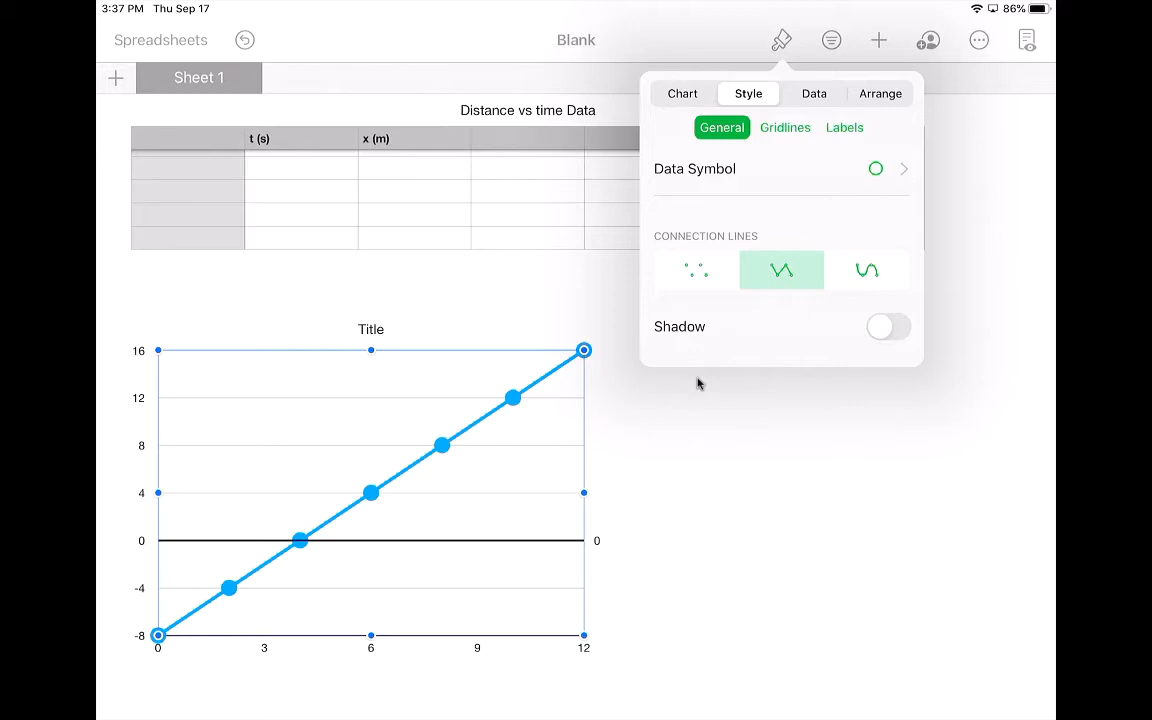 3:37 PM Thu Sep 17 86%
Spreadsheets Blank
Sheet 1
Chart Style Data Arrange
General Gridlines Labels
Data Symbol
CONNECTION LINES
Shadow
Distance vs time Data
t (s) x (m)
Title
16
12
8
4
0 0
-4
-8
0 3 6 9 12